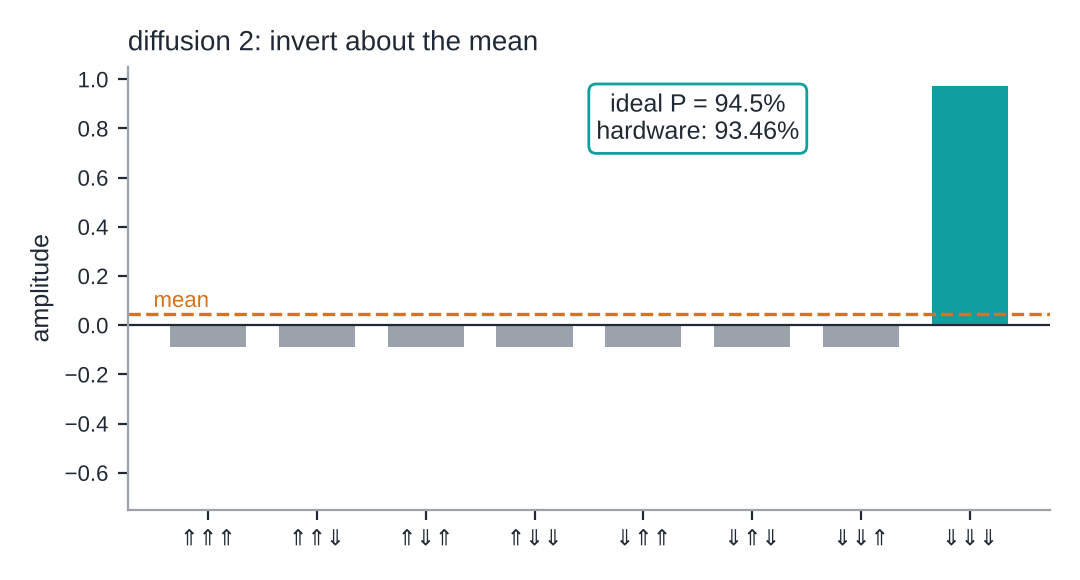 diffusion 2: invert about the mean
ideal P = 94.5%
hardware: 93.46%
amplitude
1.0
0.8
0.6
0.4
0.2
0.0
−0.2
−0.4
−0.6
mean
⇑⇑⇑ ⇑⇑⇓ ⇑⇓⇑ ⇑⇓⇓ ⇓⇑⇑ ⇓⇑⇓ ⇓⇓⇑ ⇓⇓⇓